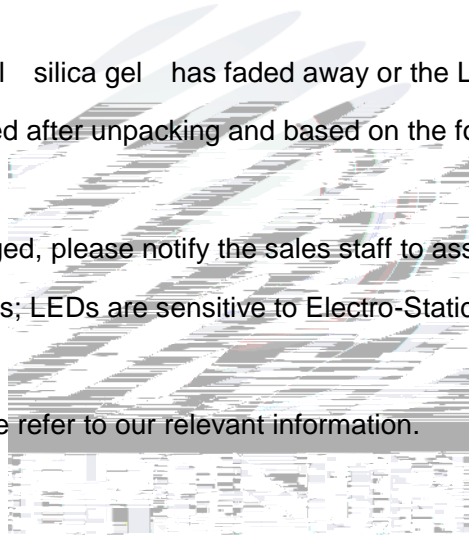 l silica gel has faded away or the L
ed after unpacking and based on the fo
ged, please notify the sales staff to ass
s; LEDs are sensitive to Electro-Static
e refer to our relevant information.